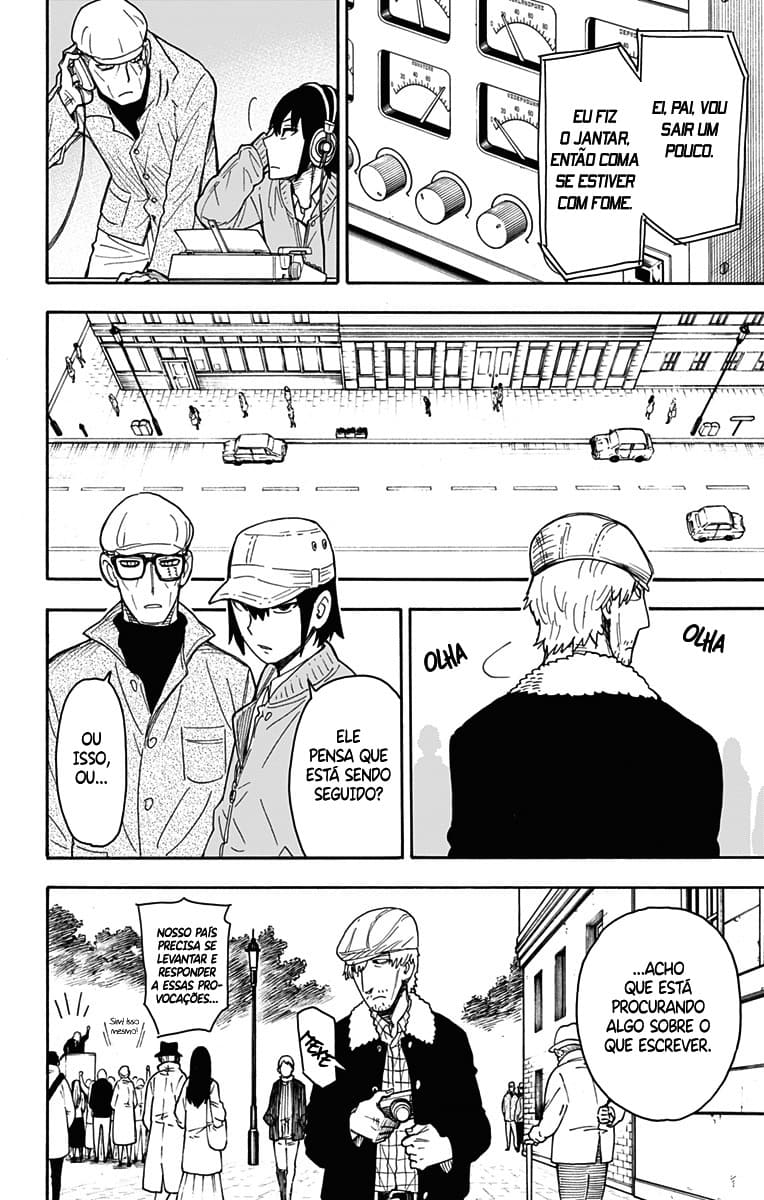 EI, PAI, VOU
SAIR UM
POUCO.
EU FIZ
O JANTAR,
ENTÃO COMA
SE ESTIVER
COM FOME.
OLHA
OLHA
ELE
PENSA QUE
ESTÁ SENDO
SEGUIDO?
OU
ISSO,
OU...
...ACHO
QUE ESTÁ
PROCURANDO
ALGO SOBRE O
QUE ESCREVER.
MEXE
NOSSO PAÍS
PRECISA SE
LEVANTAR E
RESPONDER
A ESSAS PRO-
VOCAÇÕES...
Sim! Isso
mesmo!